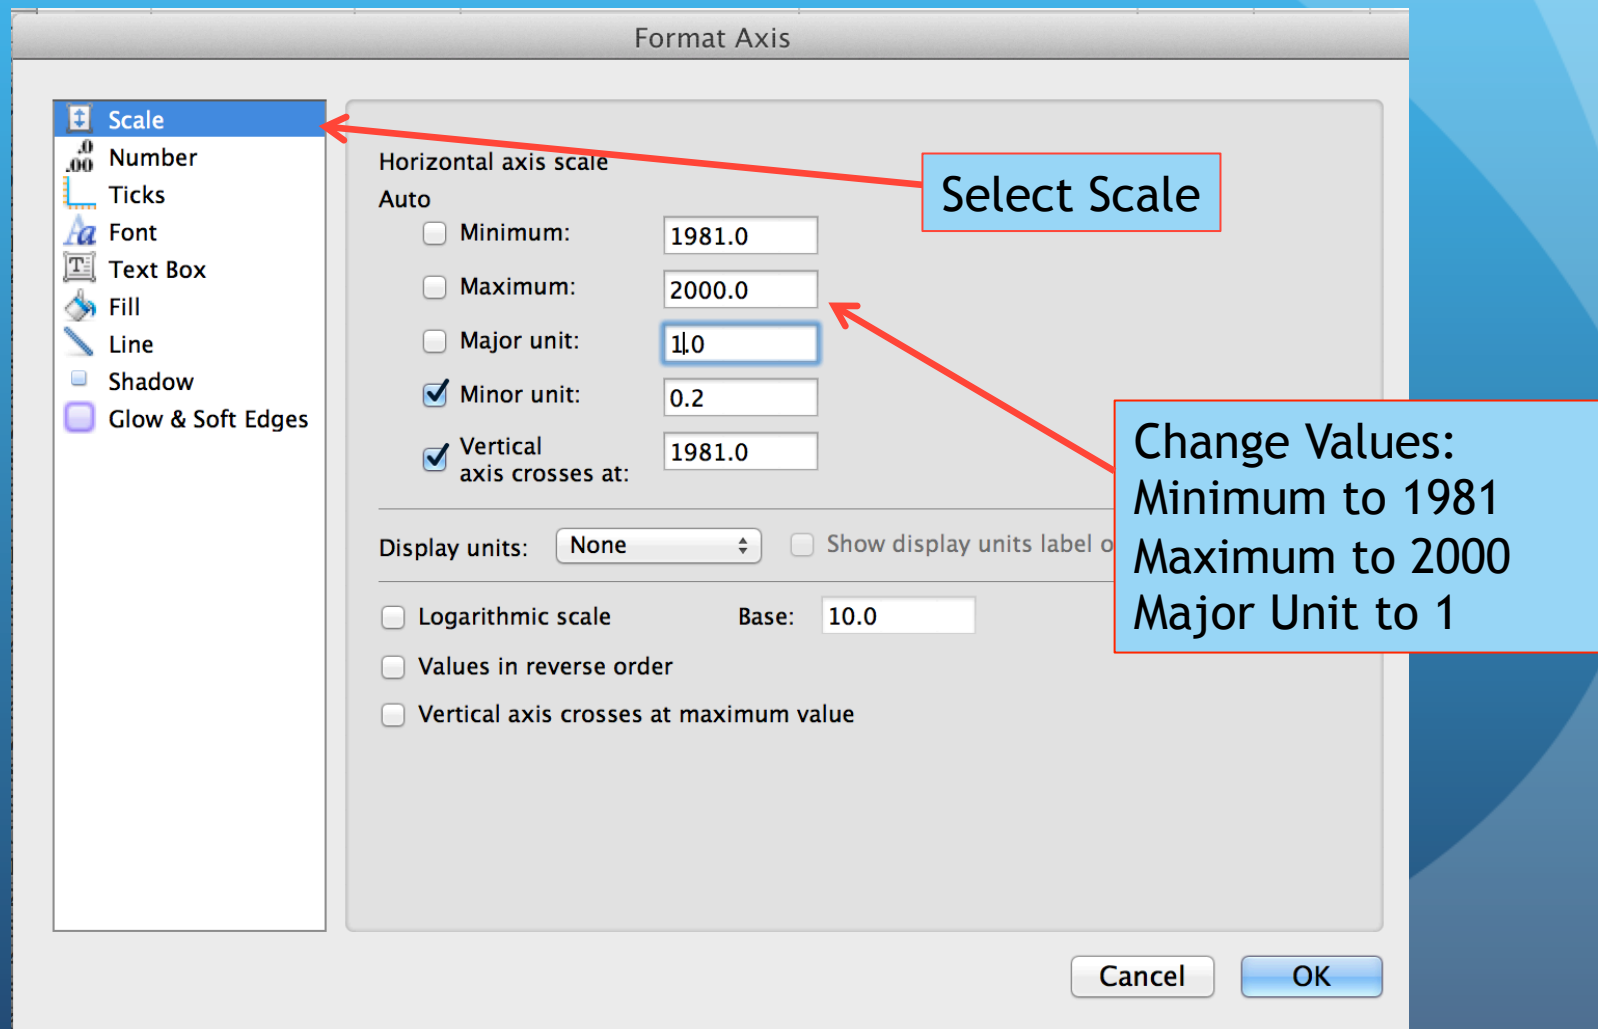 Format Axis
Scale
.0
.00
Number
Ticks
Aa
Font
T
Text Box
Fill
Line
Shadow
Glow & Soft Edges
Horizontal axis scale
Auto
Minimum: 1981.0
Maximum: 2000.0
Major unit: 1.0
Minor unit: 0.2
Vertical
axis crosses at: 1981.0
Display units: None Show display units label o
Logarithmic scale Base: 10.0
Values in reverse order
Vertical axis crosses at maximum value
Select Scale
Change Values:
Minimum to 1981
Maximum to 2000
Major Unit to 1
Cancel OK